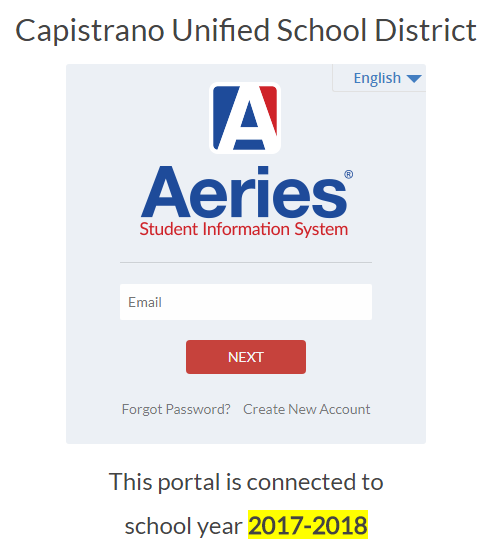 Capistrano Unified School District
English
A
Aeries®
Student Information System
Email
NEXT
Forgot Password? Create New Account
This portal is connected to
school year 2017-2018